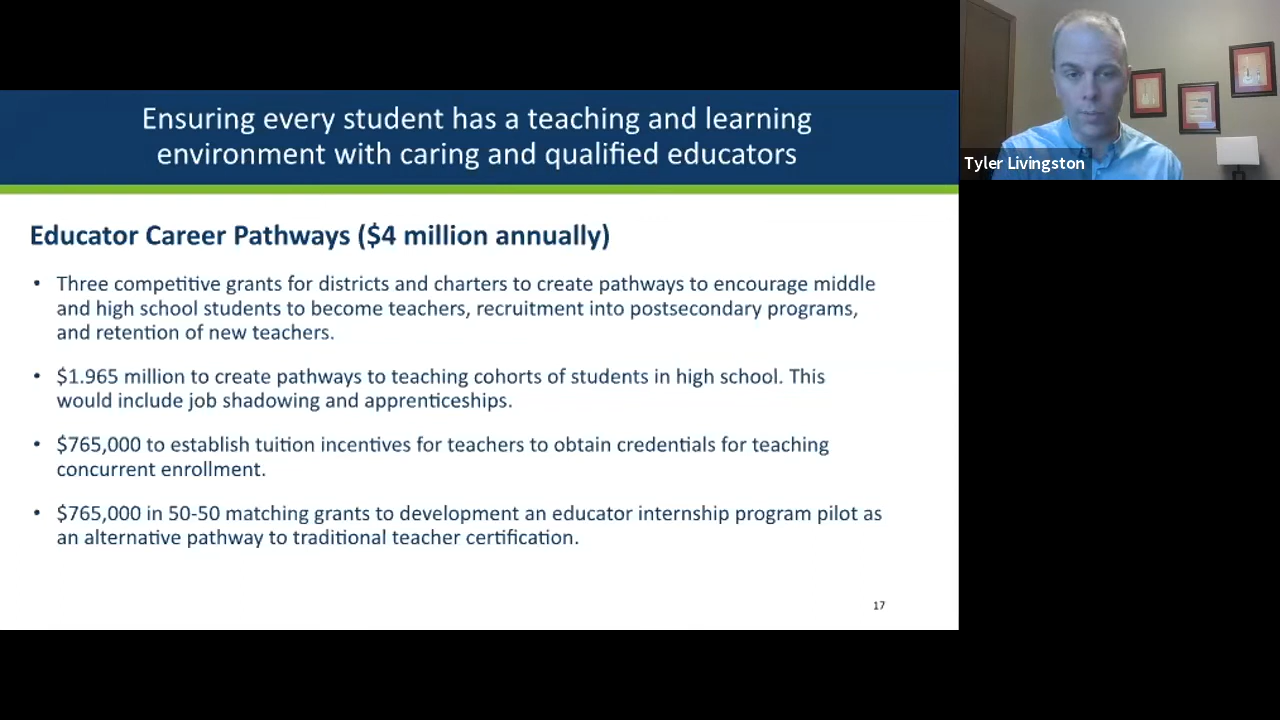 Ensuring every student has a teaching and learning
environment with caring and qualified educators
Tyler Livingston
Educator Career Pathways ($4 million annually)
• Three competitive grants for districts and charters to create pathways to encourage middle
and high school students to become teachers, recruitment into postsecondary programs,
and retention of new teachers.
• $1.965 million to create pathways to teaching cohorts of students in high school. This
would include job shadowing and apprenticeships.
• $765,000 to establish tuition incentives for teachers to obtain credentials for teaching
concurrent enrollment.
• $765,000 in 50-50 matching grants to development an educator internship program pilot as
an alternative pathway to traditional teacher certification.
17